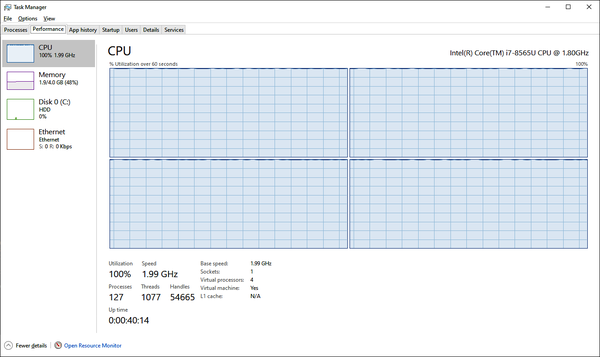 Task Manager
File Options View
Processes Performance App history Startup Users Details Services
CPU
100% 1.99 GHz
Memory
1.9/4.0 GB (48%)
Disk 0 (C:)
HDD
0%
Ethernet
Ethernet
S: 0 R: 0 Kbps
CPU Intel(R) Core(TM) i7-8565U CPU @ 1.80GHz
% Utilization over 60 seconds 100%
Utilization Speed
100% 1.99 GHz
Processes Threads Handles
127 1077 54665
Up time
0:00:40:14
Base speed: 1.99 GHz
Sockets: 1
Virtual processors: 4
Virtual machine: Yes
L1 cache: N/A
Fewer details Open Resource Monitor